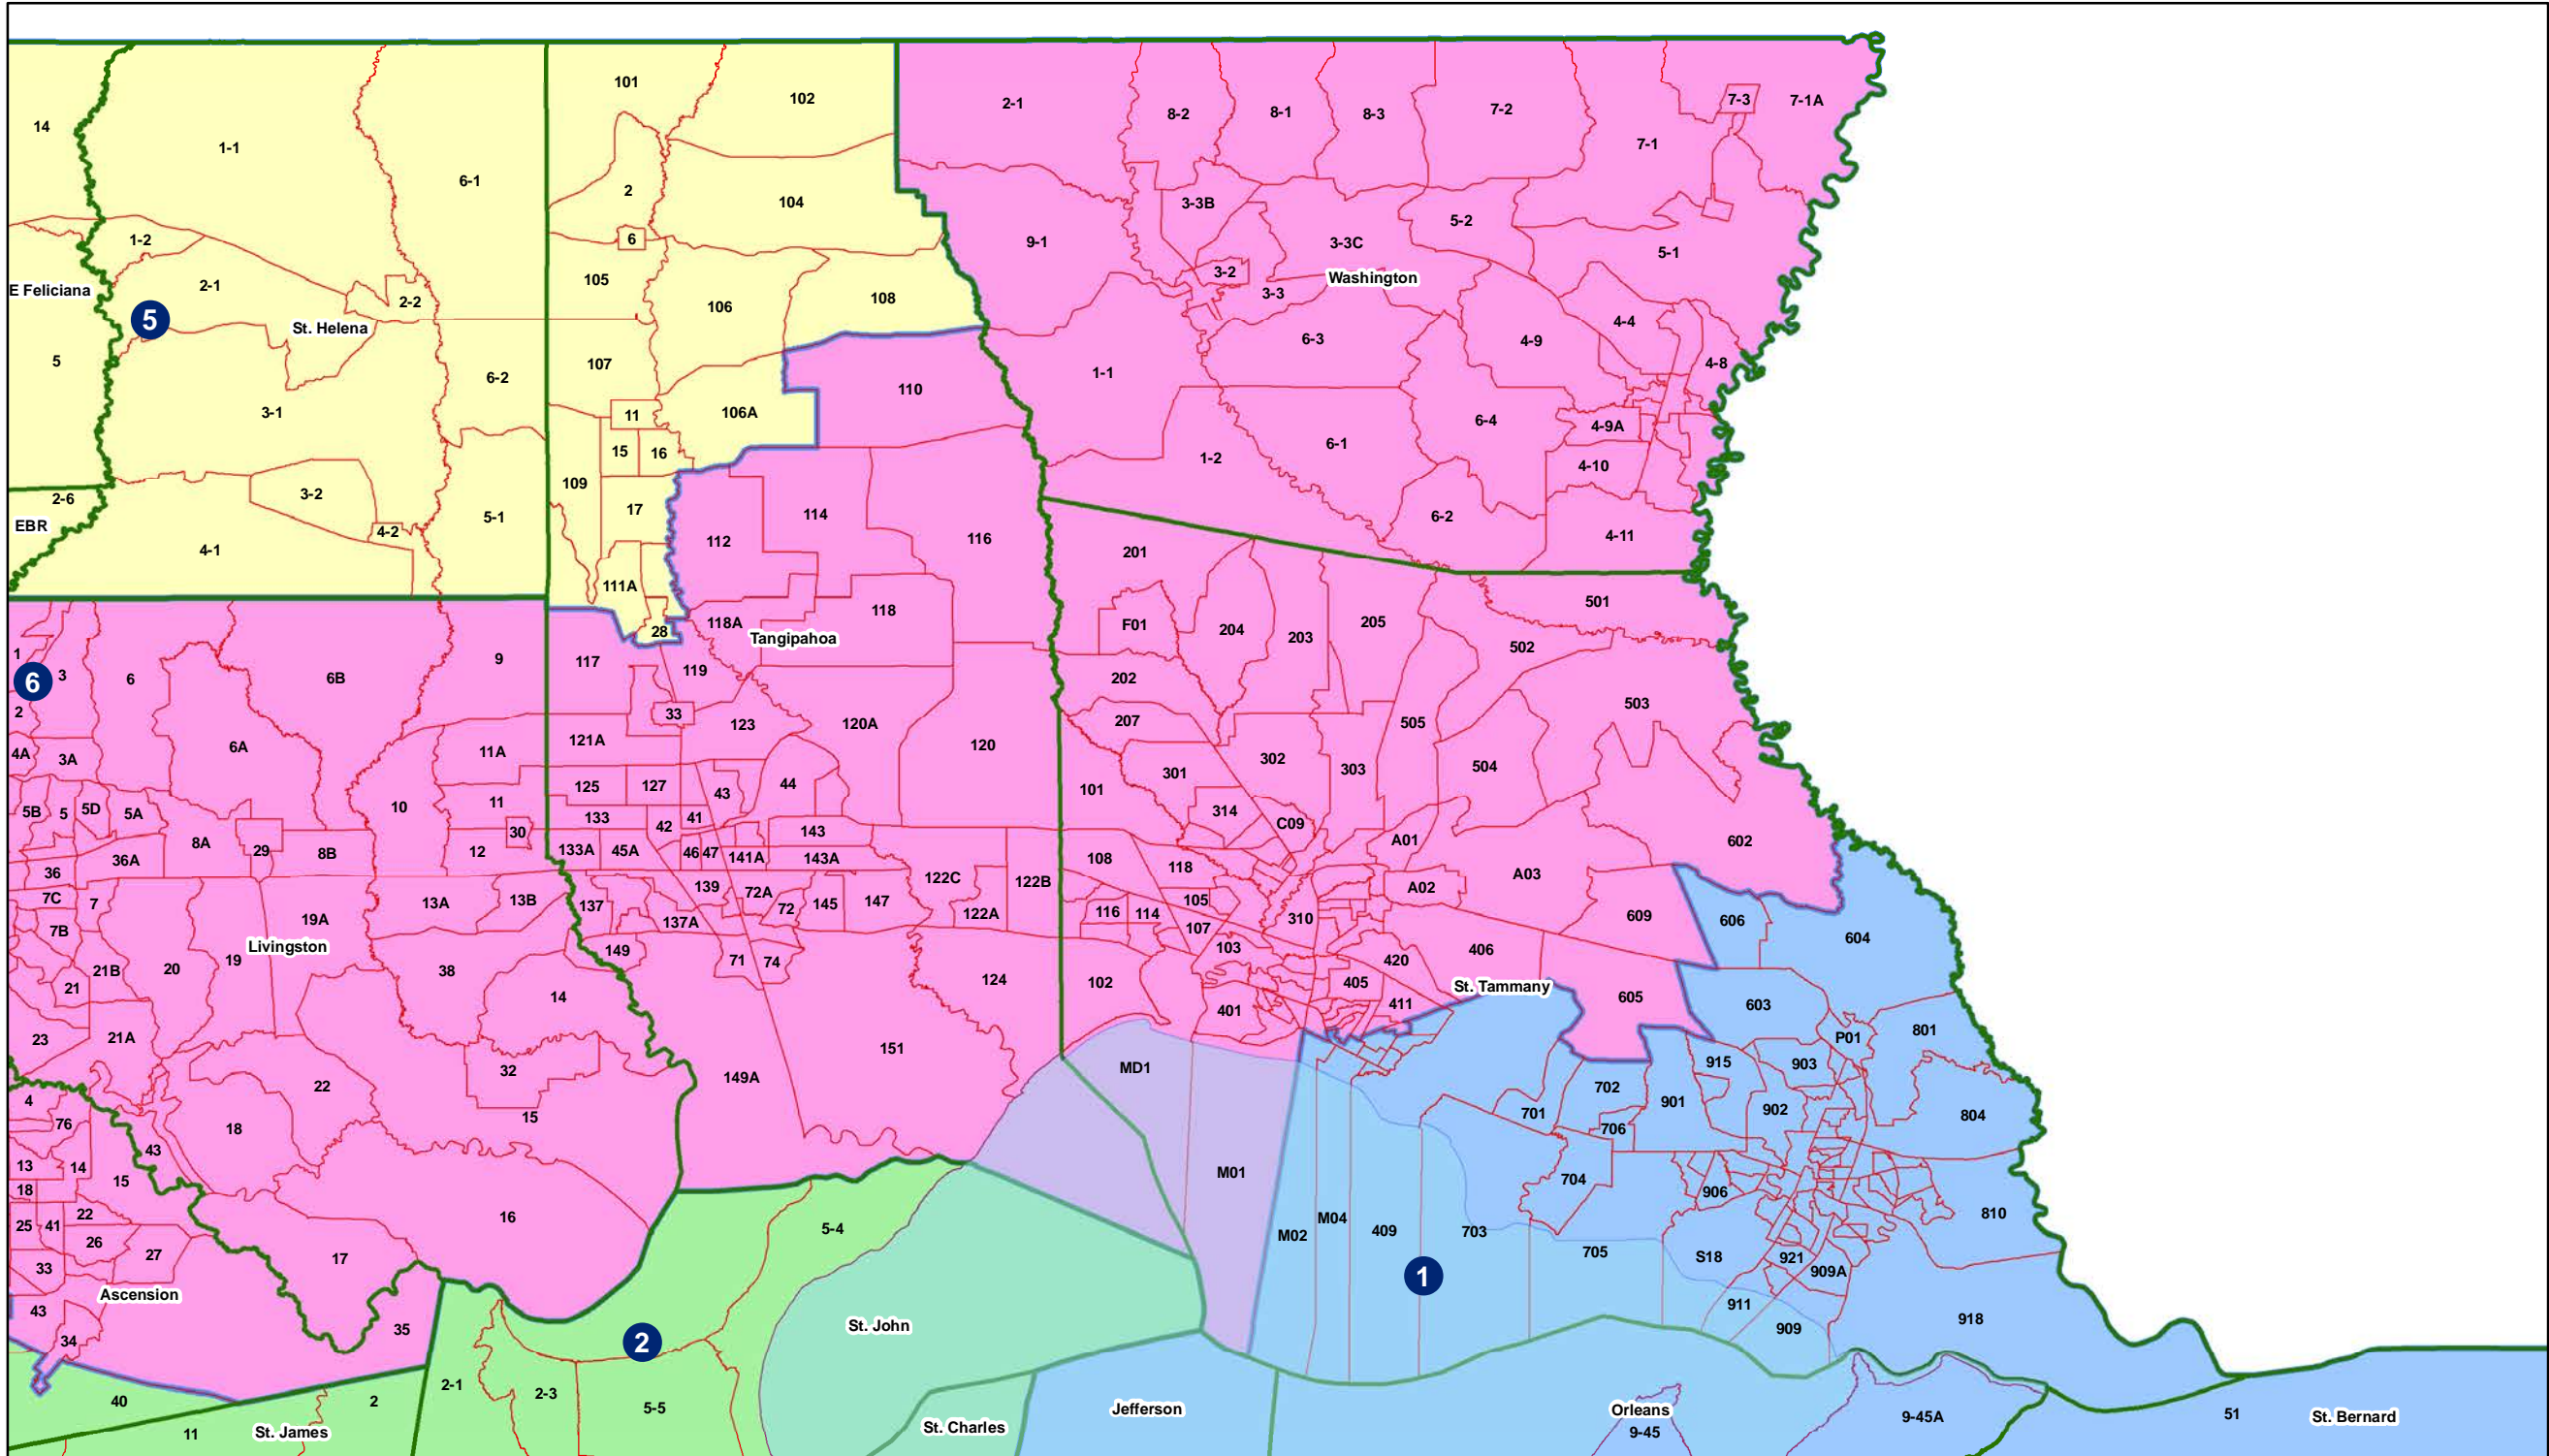 101
102
2-1
8-2
8-1
8-3
7-2
7-3
7-1A
14
1-1
6-1
7-1
2
104
3-3B
5-2
1-2
6
9-1
3-3C
5-1
E Feliciana
2-1
2-2
105
3-2
Washington
5
St. Helena
106
108
3-3
4-4
5
107
6-3
4-9
4-8
6-2
110
1-1
3-1
11
106A
6-4
4-9A
15
16
1-2
6-1
4-10
2-6
3-2
109
EBR
5-1
17
114
6-2
4-2
112
116
4-11
4-1
201
111A
501
28
118A
118
F01
204
203
205
Tangipahoa
502
1
9
117
119
6
3
6
6B
202
503
2
33
207
505
4A
3A
6A
11A
121A
123
120A
120
302
303
504
301
125
127
43
44
101
5B
5
5D
5A
10
11
133
42
41
314
C09
30
143
A01
602
36A
8A
29
8B
12
133A
45A
46
47
141A
143A
108
118
A03
36
139
122C
122B
A02
7C
7
13A
13B
137
72A
72
145
147
105
116
114
19A
137A
122A
310
609
606
7B
Livingston
107
604
149
103
406
21B
20
19
38
71
74
124
102
420
21
14
405
St. Tammany
605
603
411
401
23
21A
151
P01
801
MD1
915
903
22
32
149A
702
4
701
901
902
804
76
18
15
706
43
13
14
M01
15
704
18
906
22
16
5-4
M04
810
25
41
26
27
17
M02
409
703
705
S18
921
33
909A
Ascension
1
43
911
34
35
2
St. John
909
918
40
2
2-1
2-3
5-5
Jefferson
Orleans
9-45
9-45A
51
St. Bernard
11
St. James
St. Charles